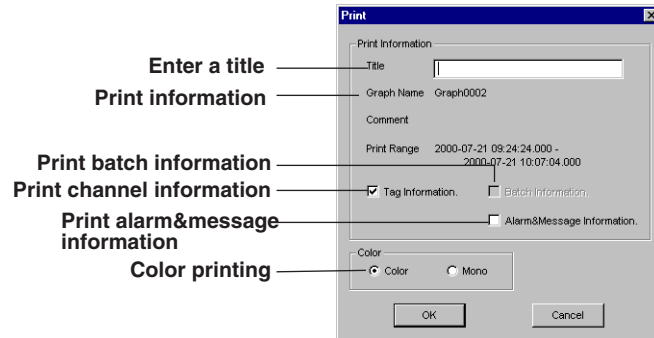 Print
Print Information
Enter a title
Title
Print information
Graph Name Graph0002
Comment
Print Range 2000-07-21 09:24:24.000 -
2000-07-21 10:07:04.000
Print batch information
Print channel information
Tag Information.
Batch Information.
Print alarm&message
information
Alarm&Message Information.
Color
Color printing
Color
Mono
OK
Cancel